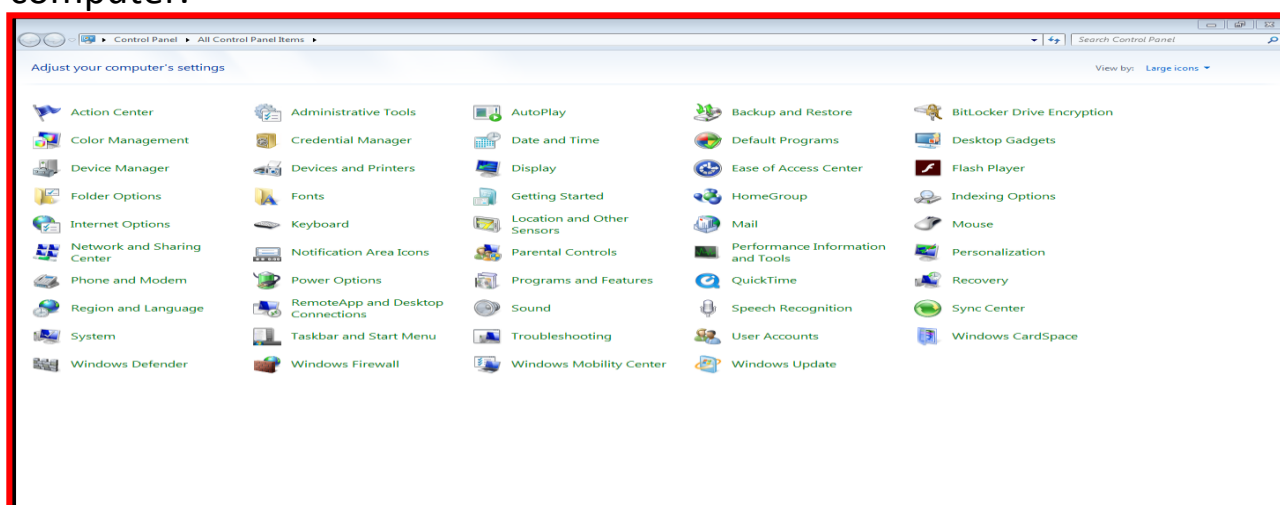 computer.
Control Panel ▸ All Control Panel Items ▸
Search Control Panel
Adjust your computer's settings
View by: Large icons
Action Center
Administrative Tools
AutoPlay
Backup and Restore
BitLocker Drive Encryption
Color Management
Credential Manager
Date and Time
Default Programs
Desktop Gadgets
Device Manager
Devices and Printers
Display
Ease of Access Center
Flash Player
Folder Options
Fonts
Getting Started
HomeGroup
Indexing Options
Internet Options
Keyboard
Location and Other
Sensors
Mail
Mouse
Network and Sharing
Center
Notification Area Icons
Parental Controls
Performance Information
and Tools
Personalization
Phone and Modem
Power Options
Programs and Features
QuickTime
Recovery
Region and Language
RemoteApp and Desktop
Connections
Sound
Speech Recognition
Sync Center
System
Taskbar and Start Menu
Troubleshooting
User Accounts
Windows CardSpace
Windows Defender
Windows Firewall
Windows Mobility Center
Windows Update